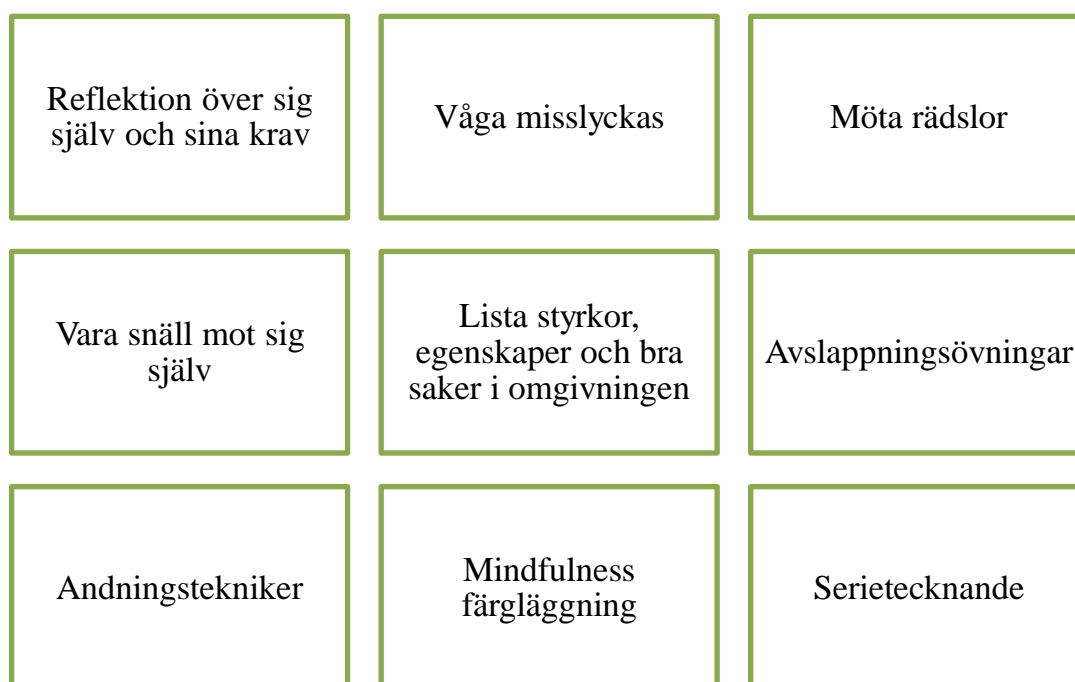 Reflektion över sig
själv och sina krav
Våga misslyckas
Möta rädslor
Vara snäll mot sig
själv
Lista styrkor,
egenskaper och bra
saker i omgivningen
Avslappningsövningar
Andningstekniker
Mindfulness
färgläggning
Serietecknande